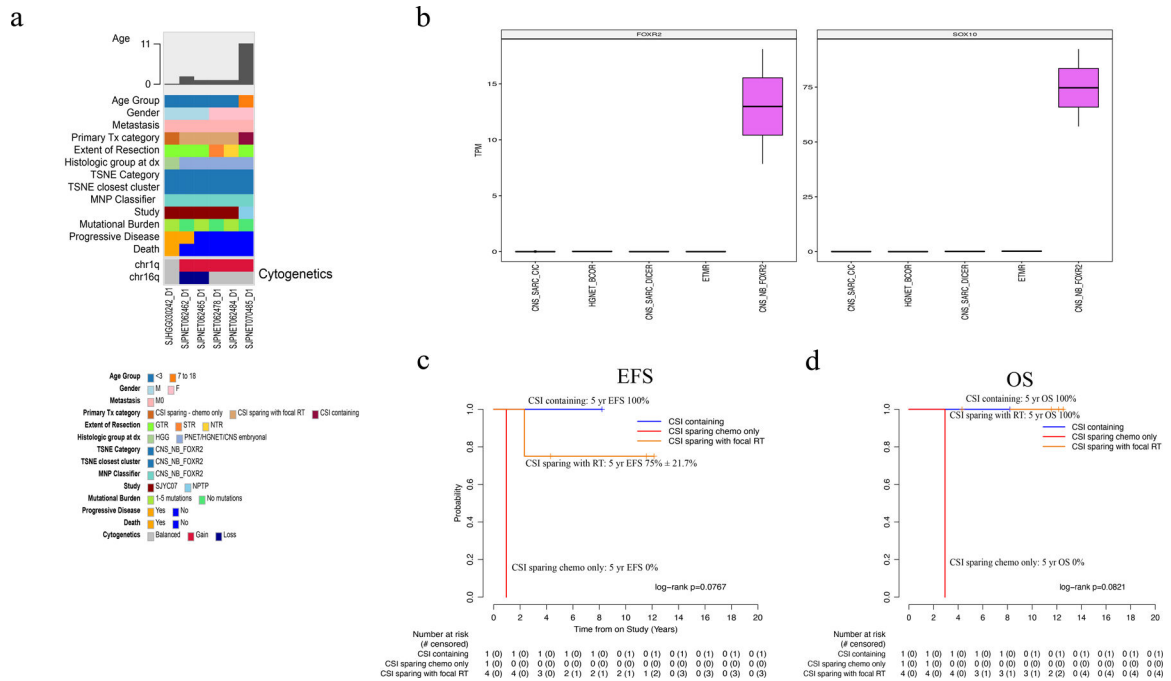 a
Age
11
0
Age Group
Gender
Metastasis
Primary Tx category
Extent of Resection
Histologic group at dx
TSNE Category
TSNE closest cluster
MNP Classifier
Study
Mutational Burden
Progressive Disease
Death
chr1q
chr16q
Cytogenetics
SJHGG030242_D1
SJPNET062462_D1
SJPNET062465_D1
SJPNET062478_D1
SJPNET062484_D1
SJPNET070485_D1
Age Group <3 7 to 18
Gender M F
Metastasis M0
Primary Tx category CSI sparing - chemo only CSI sparing with focal RT CSI containing
Extent of Resection GTR STR NTR
Histologic group at dx HGG PNET/HGNET/CNS embryonal
TSNE Category CNS_NB_FOXR2
TSNE closest cluster CNS_NB_FOXR2
MNP Classifier CNS_NB_FOXR2
Study SJYC07 NPTP
Mutational Burden 1-5 mutations No mutations
Progressive Disease Yes No
Death Yes No
Cytogenetics Balanced Gain Loss
b
FOXR2
SOX10
TPM
15
10
5
0
75
50
25
0
CNS_SARC_CIC
HGNET_BCOR
CNS_SARC_DICER
ETMR
CNS_NB_FOXR2
CNS_SARC_CIC
HGNET_BCOR
CNS_SARC_DICER
ETMR
CNS_NB_FOXR2
c
EFS
CSI containing: 5 yr EFS 100%
CSI containing
CSI sparing chemo only
CSI sparing with focal RT
CSI sparing with RT: 5 yr EFS 75% ± 21.7%
CSI sparing chemo only: 5 yr EFS 0%
log-rank p=0.0767
Probability
1.0
0.8
0.6
0.4
0.2
0.0
0 2 4 6 8 10 12 14 16 18 20
Time from on Study (Years)
Number at risk
(# censored)
CSI containing 1 (0) 1 (0) 1 (0) 1 (0) 1 (0) 0 (1) 0 (1) 0 (1) 0 (1) 0 (1) 0 (1)
CSI sparing chemo only 1 (0) 0 (0) 0 (0) 0 (0) 0 (0) 0 (0) 0 (0) 0 (0) 0 (0) 0 (0) 0 (0)
CSI sparing with focal RT 4 (0) 4 (0) 3 (0) 2 (1) 2 (1) 2 (1) 1 (2) 0 (3) 0 (3) 0 (3) 0 (3)
d
OS
CSI containing: 5 yr OS 100%
CSI sparing with RT: 5 yr OS 100%
CSI containing
CSI sparing chemo only
CSI sparing with focal RT
CSI sparing chemo only: 5 yr OS 0%
log-rank p=0.0821
1.0
0.8
0.6
0.4
0.2
0.0
0 2 4 6 8 10 12 14 16 18 20
Number at risk
(# censored)
CSI containing 1 (0) 1 (0) 1 (0) 1 (0) 1 (0) 0 (1) 0 (1) 0 (1) 0 (1) 0 (1) 0 (1)
CSI sparing chemo only 1 (0) 1 (0) 0 (0) 0 (0) 0 (0) 0 (0) 0 (0) 0 (0) 0 (0) 0 (0) 0 (0)
CSI sparing with focal RT 4 (0) 4 (0) 4 (0) 3 (1) 3 (1) 3 (1) 2 (2) 0 (4) 0 (4) 0 (4) 0 (4)